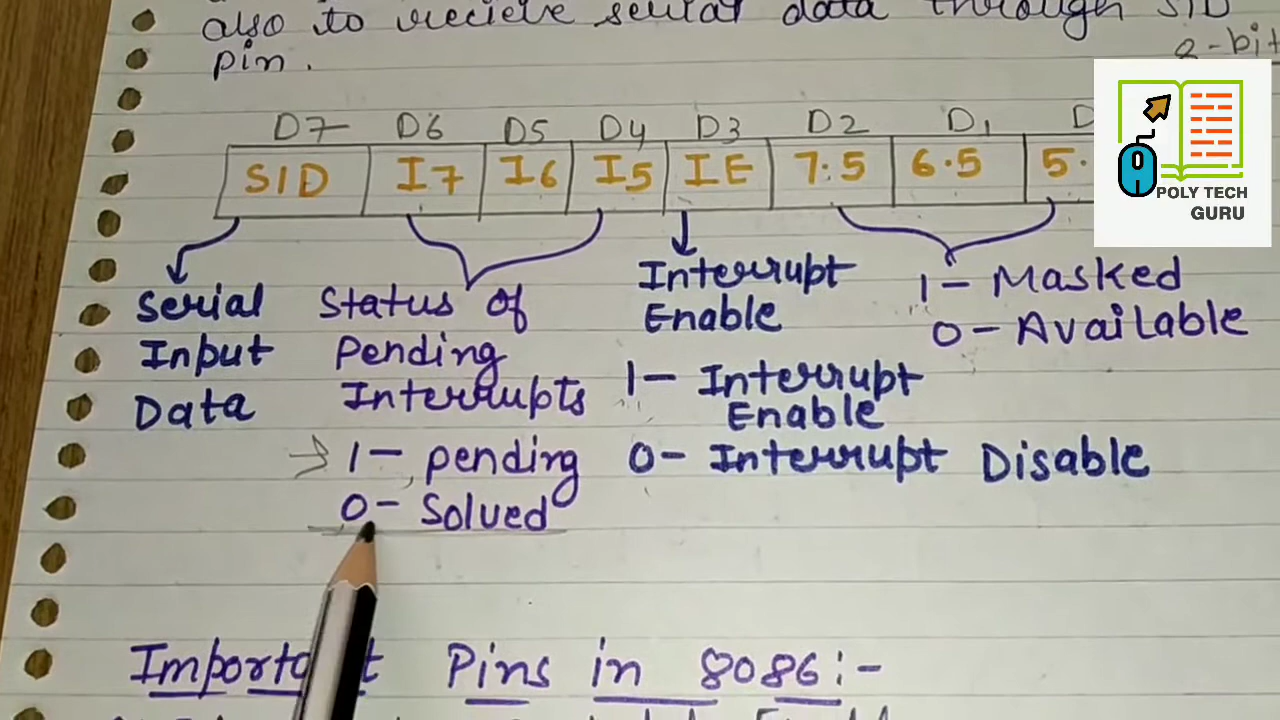 also to recieve serial data through SID
pin.
8-bit
D7 D6 D5 D4 D3 D2 D1 D
SID I7 I6 I5 IE 7.5 6.5 5.
POLY TECH
GURU
Serial
Input
Data
Status of
Pending
Interrupts
1- pending
0- Solved
Interrupt
Enable
1- Interrupt
Enable
0- Interrupt Disable
1- Masked
0- Available
Important Pins in 8086:-